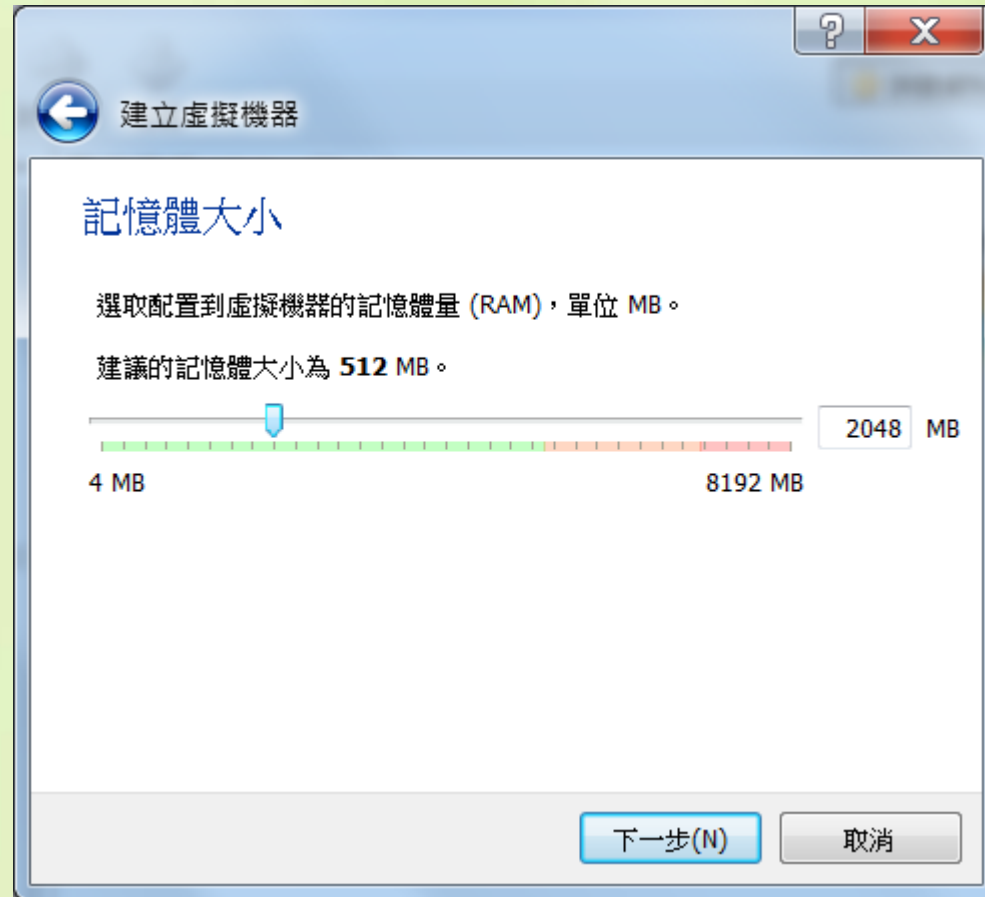 建立虛擬機器
記憶體大小
選取配置到虛擬機器的記憶體量 (RAM)，單位 MB。
建議的記憶體大小為 512 MB。
2048 MB
4 MB 8192 MB
下一步(N) 取消